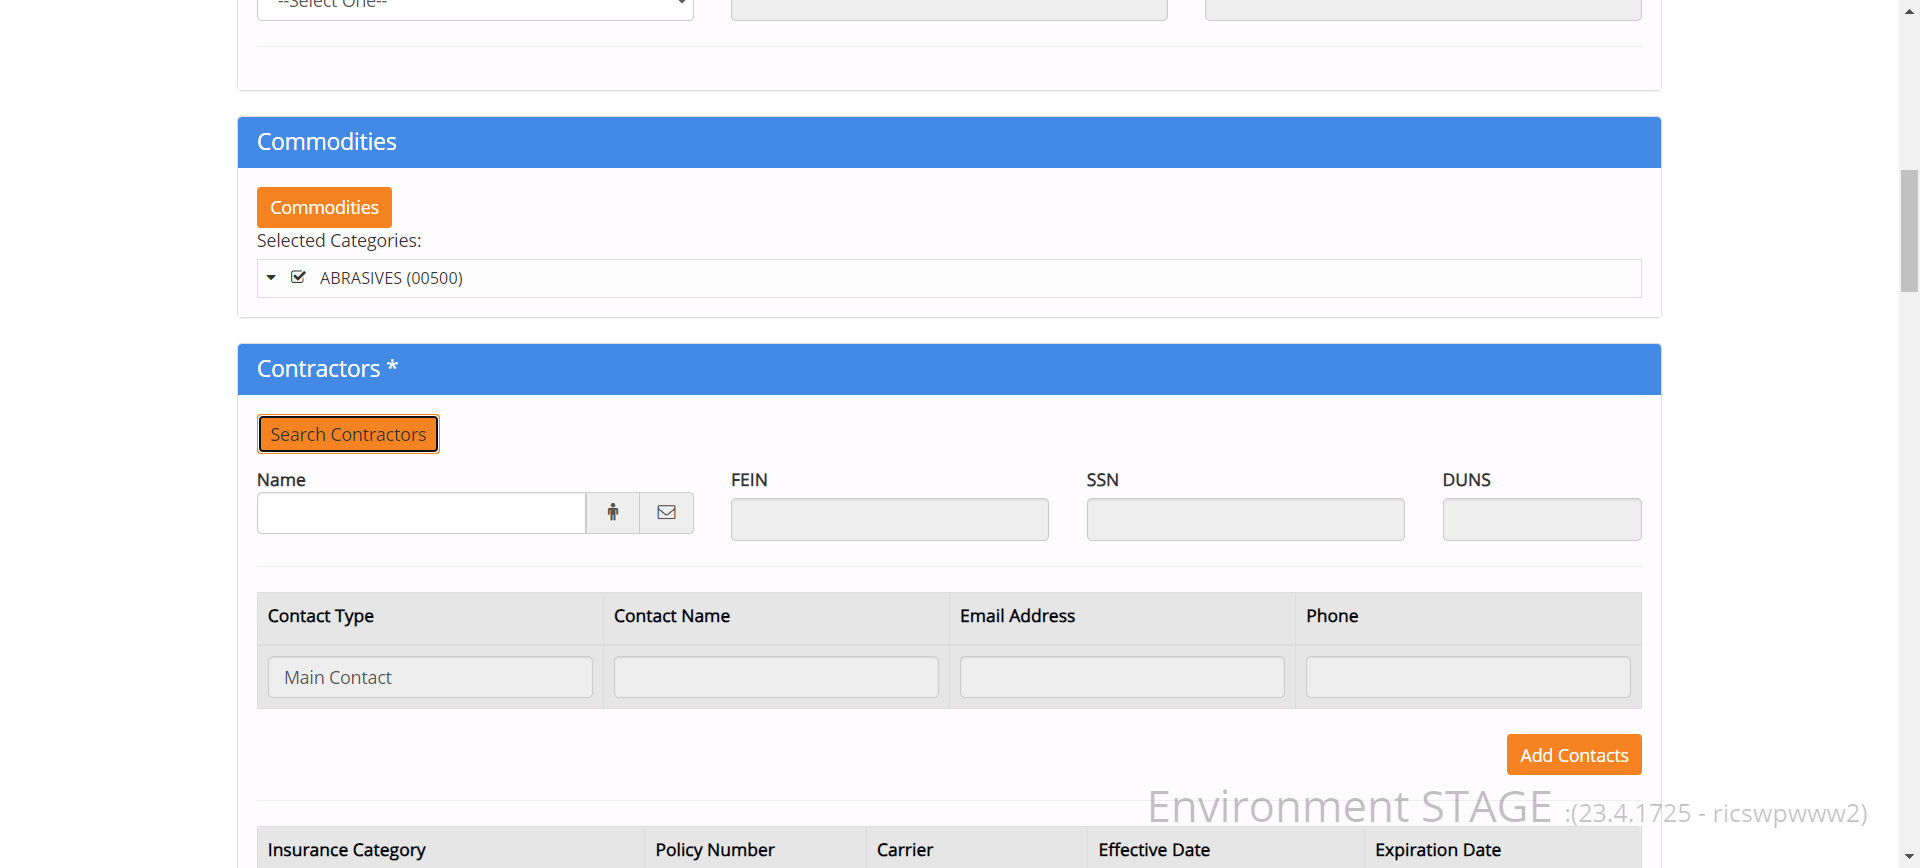 --Select One--
Commodities
Commodities
Selected Categories:
ABRASIVES (00500)
Contractors *
Search Contractors
Name FEIN SSN DUNS
Contact Type Contact Name Email Address Phone
Main Contact
Add Contacts
Environment STAGE :(23.4.1725 - ricswpwww2)
Insurance Category Policy Number Carrier Effective Date Expiration Date